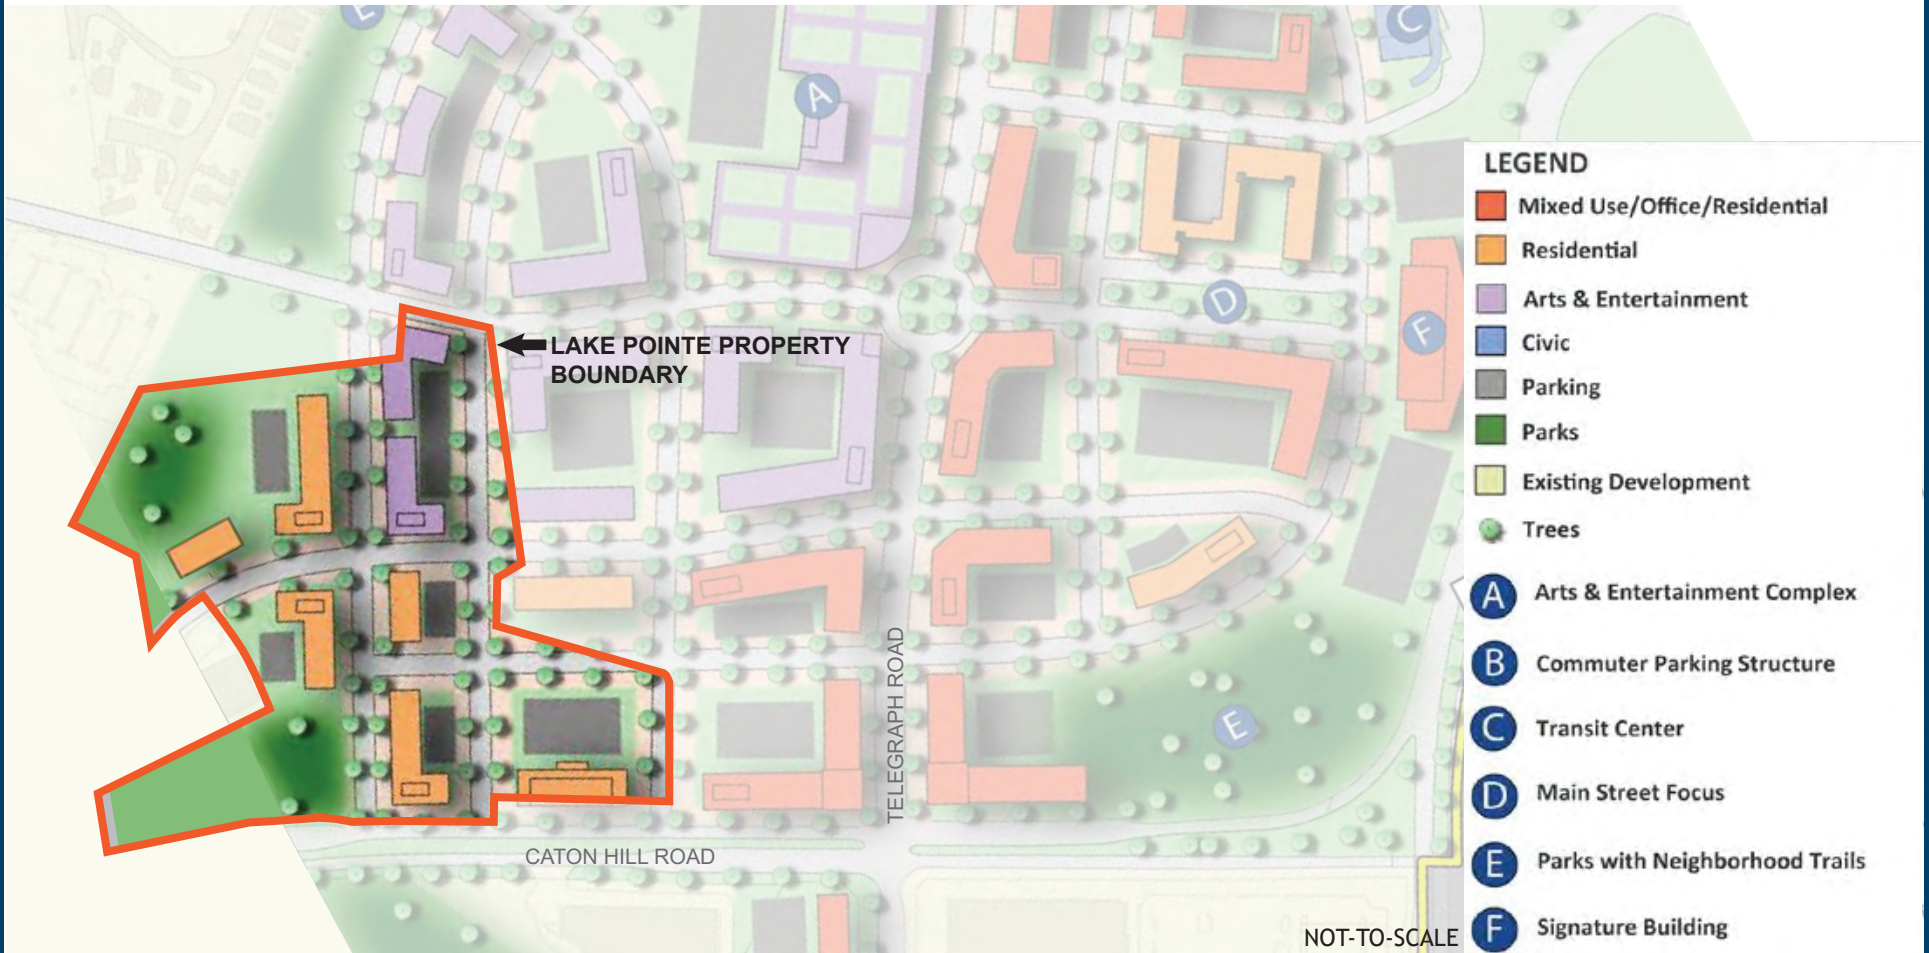 E
A
C
D
F
E
LAKE POINTE PROPERTY
BOUNDARY
TELEGRAPH ROAD
CATON HILL ROAD
NOT-TO-SCALE
LEGEND
Mixed Use/Office/Residential
Residential
Arts & Entertainment
Civic
Parking
Parks
Existing Development
Trees
A Arts & Entertainment Complex
B Commuter Parking Structure
C Transit Center
D Main Street Focus
E Parks with Neighborhood Trails
F Signature Building